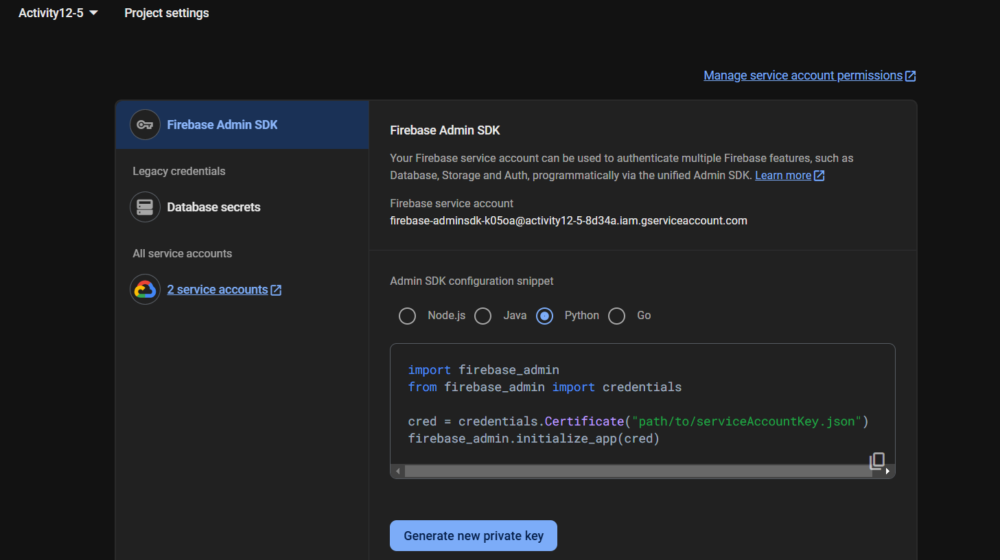 Activity12-5
Project settings
Manage service account permissions
Firebase Admin SDK
Legacy credentials
Database secrets
All service accounts
2 service accounts
Firebase Admin SDK
Your Firebase service account can be used to authenticate multiple Firebase features, such as
Database, Storage and Auth, programmatically via the unified Admin SDK. Learn more
Firebase service account
firebase-adminsdk-k05oa@activity12-5-8d34a.iam.gserviceaccount.com
Admin SDK configuration snippet
Node.js Java Python Go
import firebase_admin
from firebase_admin import credentials
cred = credentials.Certificate("path/to/serviceAccountKey.json")
firebase_admin.initialize_app(cred)
Generate new private key